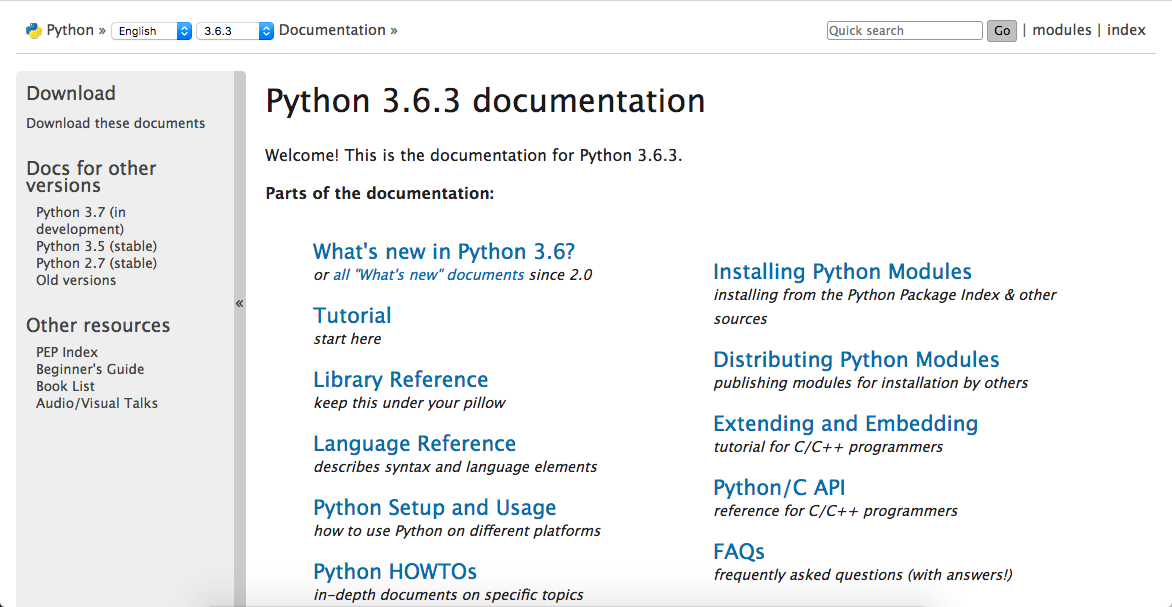 Python » English 3.6.3 Documentation » Quick search Go | modules | index
Download
Download these documents
Docs for other
versions
Python 3.7 (in
development)
Python 3.5 (stable)
Python 2.7 (stable)
Old versions
Other resources
PEP Index
Beginner's Guide
Book List
Audio/Visual Talks
«
Python 3.6.3 documentation
Welcome! This is the documentation for Python 3.6.3.
Parts of the documentation:
What's new in Python 3.6?
or all "What's new" documents since 2.0
Tutorial
start here
Library Reference
keep this under your pillow
Language Reference
describes syntax and language elements
Python Setup and Usage
how to use Python on different platforms
Python HOWTOs
in-depth documents on specific topics
Installing Python Modules
installing from the Python Package Index & other
sources
Distributing Python Modules
publishing modules for installation by others
Extending and Embedding
tutorial for C/C++ programmers
Python/C API
reference for C/C++ programmers
FAQs
frequently asked questions (with answers!)